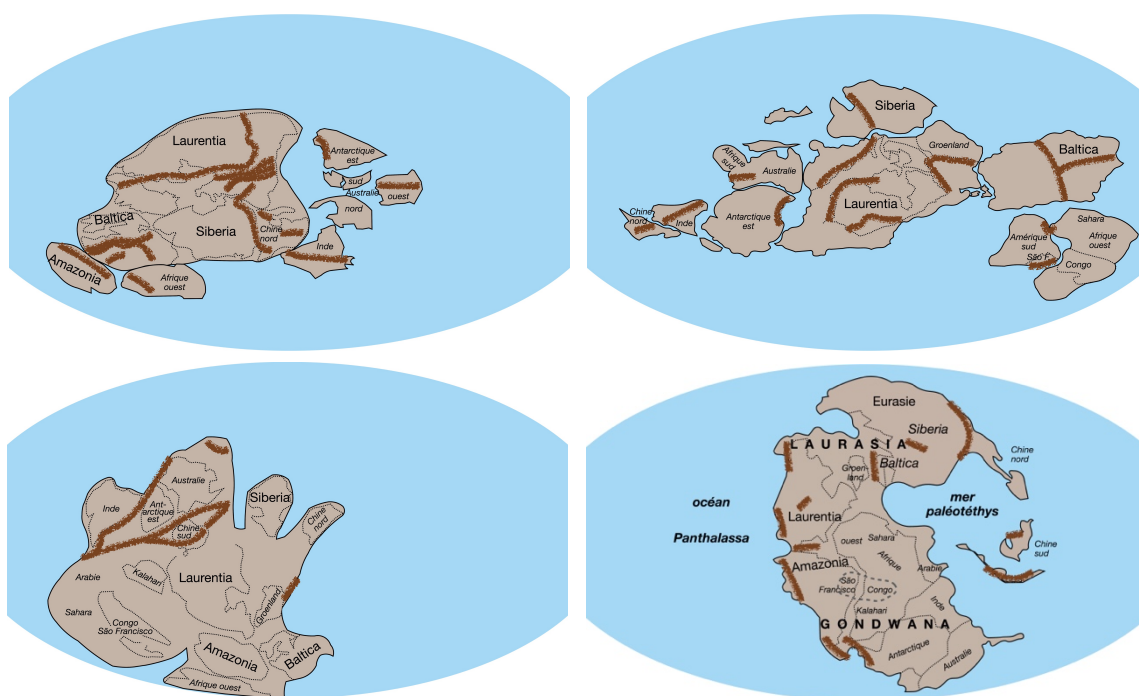 Laurentia
Antarctique
est
sud
Australie
ouest
nord
Baltica
Siberia
Chine
nord
Inde
Amazonia
Afrique
ouest
Siberia
Groenland
Baltica
Afrique
sud
Australie
Laurentia
Chine
nord
Inde
Antarctique
est
Sahara
Amérique
sud
Afrique
ouest
São F.
Congo
Australie
Inde
Ant-
arctique
est
Siberia
Chine
sud
Chine
nord
Arabie
Kalahari
Laurentia
Sahara
Groenland
Congo
São Francisco
Amazonia
Baltica
Afrique ouest
Eurasie
Siberia
LAURASIA
Chine
nord
Baltica
Groen-
land
océan
Panthalassa
mer
paléotéthys
Laurentia
ouest
Sahara
Chine
sud
Afrique
Amazonia
Arabie
São
Francisco
Congo
Inde
Kalahari
GONDWANA
Antarctique
Australie